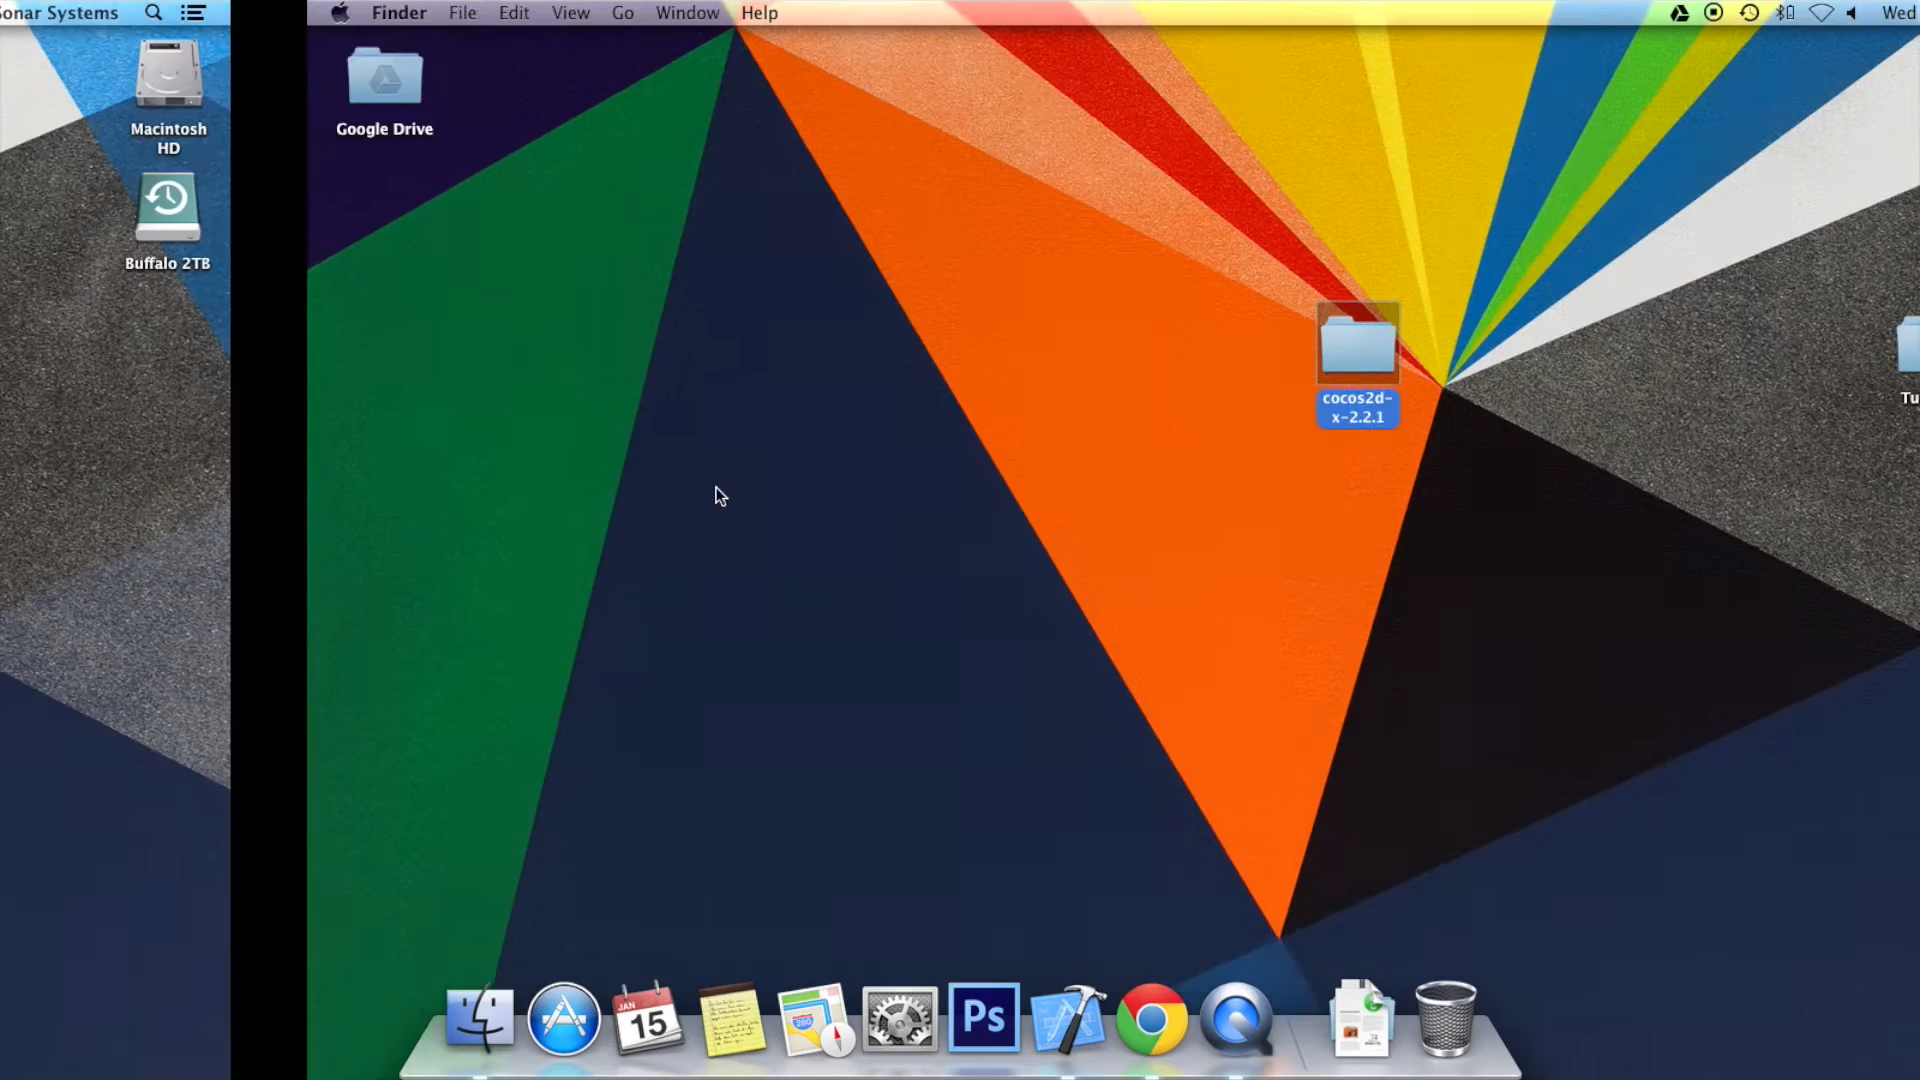 onar Systems
Finder File Edit View Go Window Help
Wed
Macintosh
HD
Buffalo 2TB
Google Drive
cocos2d-
x-2.2.1
Tu
JAN
15
280
Ps